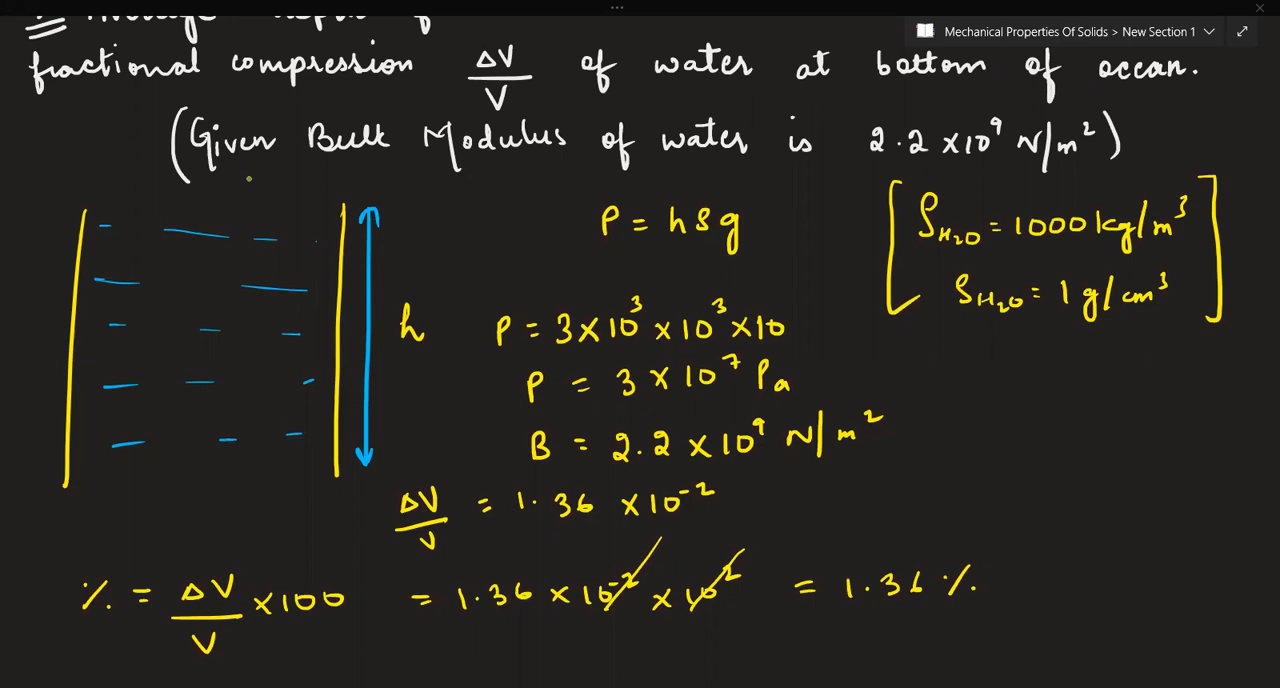 Mechanical Properties Of Solids > New Section 1
Average depth of
fractional compression ΔV/V of water at bottom of ocean.
(Given Bulk Modulus of water is 2.2 × 10⁹ N/m²)
P = hρg
[ρH₂O = 1000 kg/m³
ρH₂O = 1 g/cm³]
h
P = 3 × 10³ × 10³ × 10
P = 3 × 10⁷ Pa
B = 2.2 × 10⁹ N/m²
ΔV/V = 1.36 × 10⁻²
% = ΔV/V × 100 = 1.36 × 10⁻² × 10² = 1.36 %